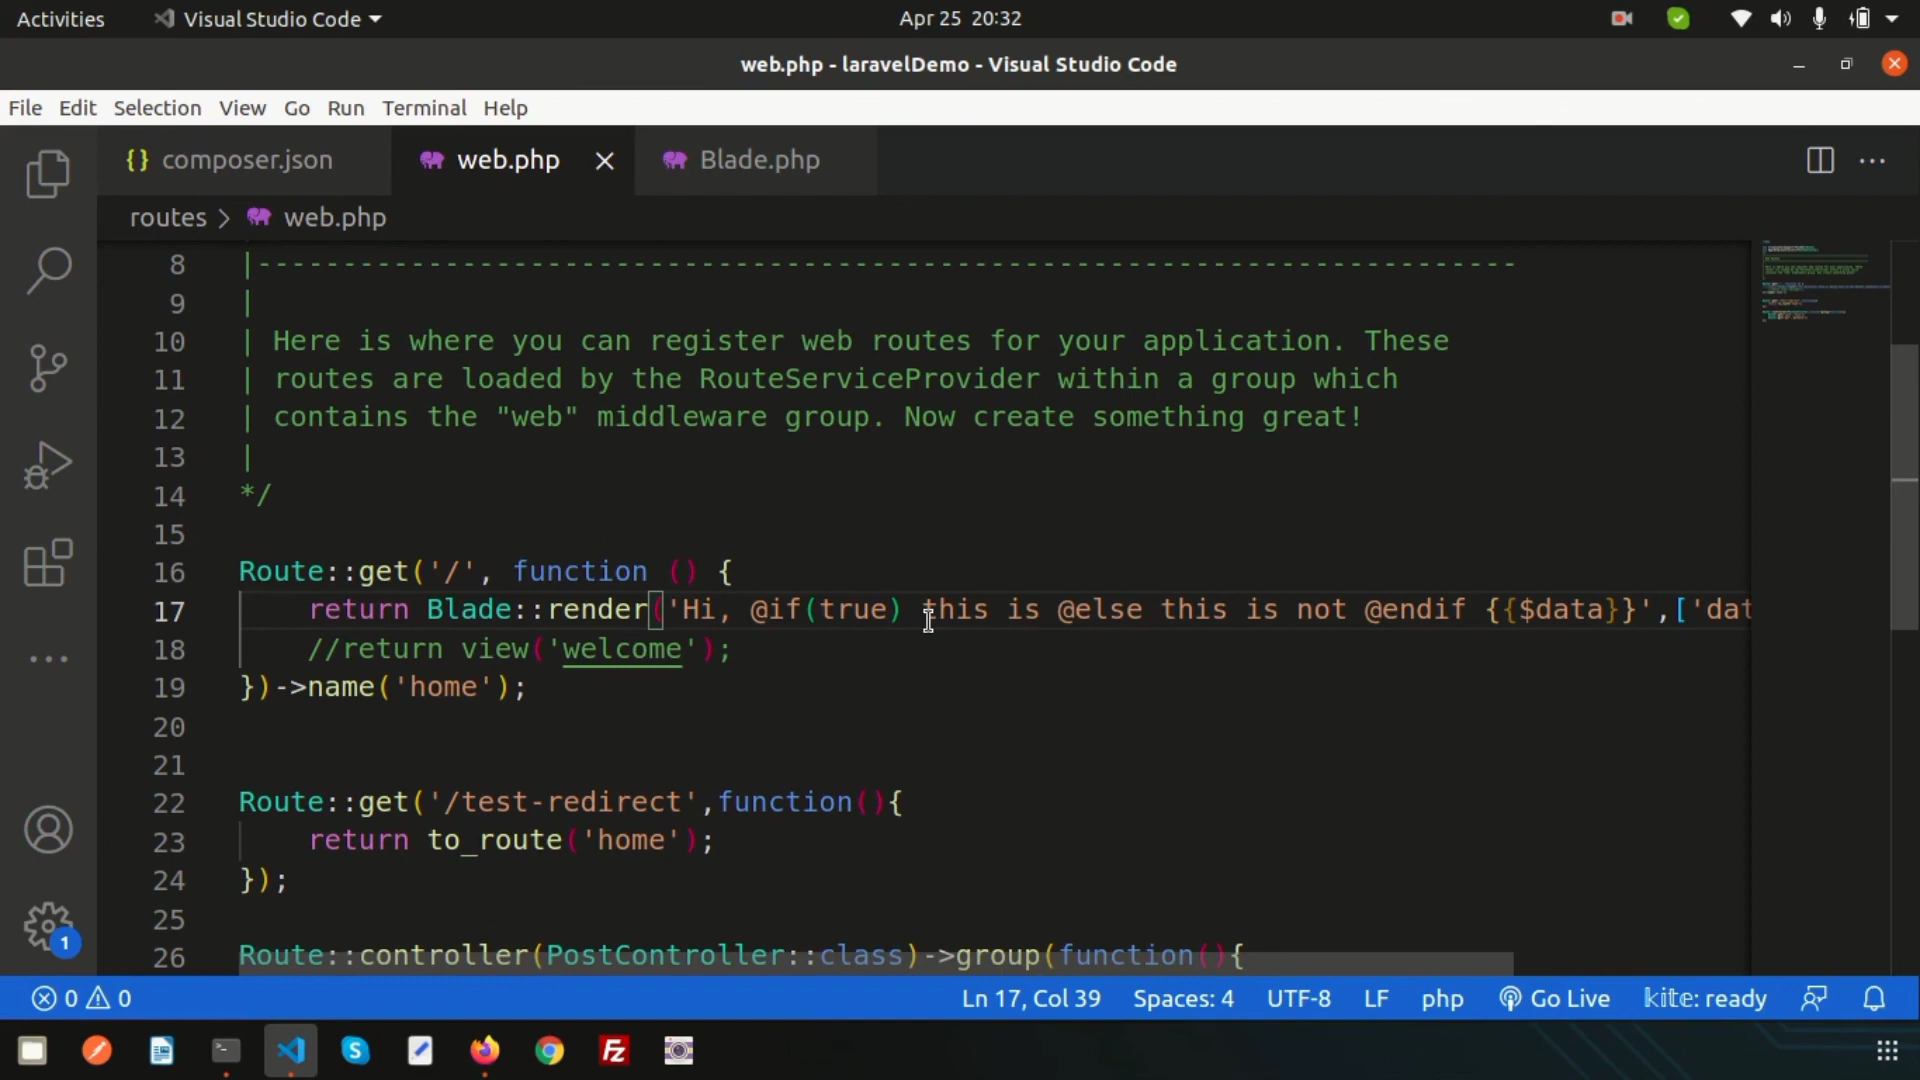 Activities
Visual Studio Code
Apr 25 20:32
web.php - laravelDemo - Visual Studio Code
File Edit Selection View Go Run Terminal Help
{} composer.json
web.php
Blade.php
routes > web.php
8 |--------------------------------------------------------------------------
9 |
10 | Here is where you can register web routes for your application. These
11 | routes are loaded by the RouteServiceProvider within a group which
12 | contains the "web" middleware group. Now create something great!
13 |
14 */
15
16 Route::get('/', function () {
17 return Blade::render('Hi, @if(true) this is @else this is not @endif {{$data}}',['dat
18 //return view('welcome');
19 })->name('home');
20
21
22 Route::get('/test-redirect',function(){
23 return to_route('home');
24 });
25
26 Route::controller(PostController::class)->group(function(){
1
0 0
Ln 17, Col 39
Spaces: 4
UTF-8
LF
php
Go Live
kite: ready